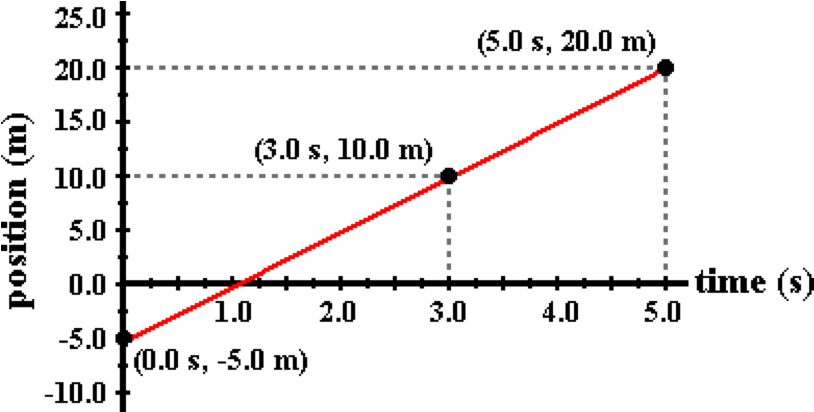 25.0
(5.0 s, 20.0 m)
20.0
15.0
(3.0 s, 10.0 m)
10.0
5.0
0.0
time (s)
1.0 2.0 3.0 4.0 5.0
-5.0
(0.0 s, -5.0 m)
-10.0
position (m)